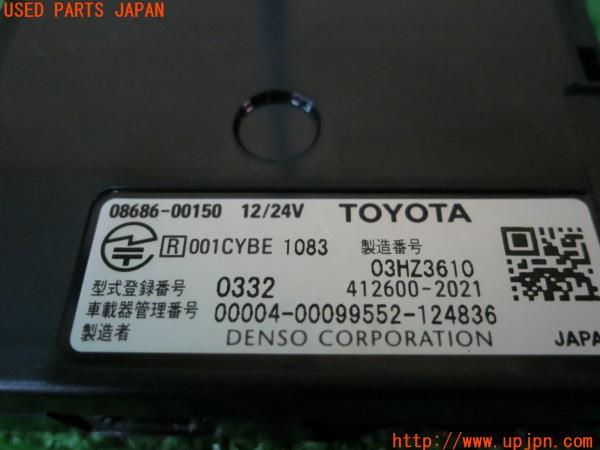 USED PARTS JAPAN
08686-00150 12/24V TOYOTA
R 001CYBE 1083 製造番号
03HZ3610
型式登録番号 0332 412600-2021
車載器管理番号 00004-00099552-124836
製造者 DENSO CORPORATION JAPA
http://www.upjpn.com/